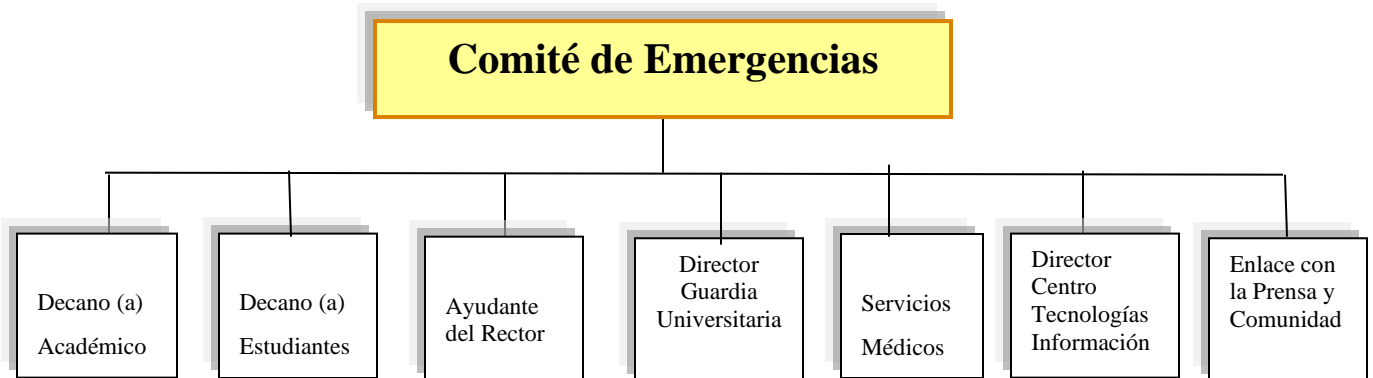 Comité de Emergencias
Decano (a)
Académico
Decano (a)
Estudiantes
Ayudante
del Rector
Director
Guardia
Universitaria
Servicios
Médicos
Director
Centro
Tecnologías
Información
Enlace con
la Prensa y
Comunidad